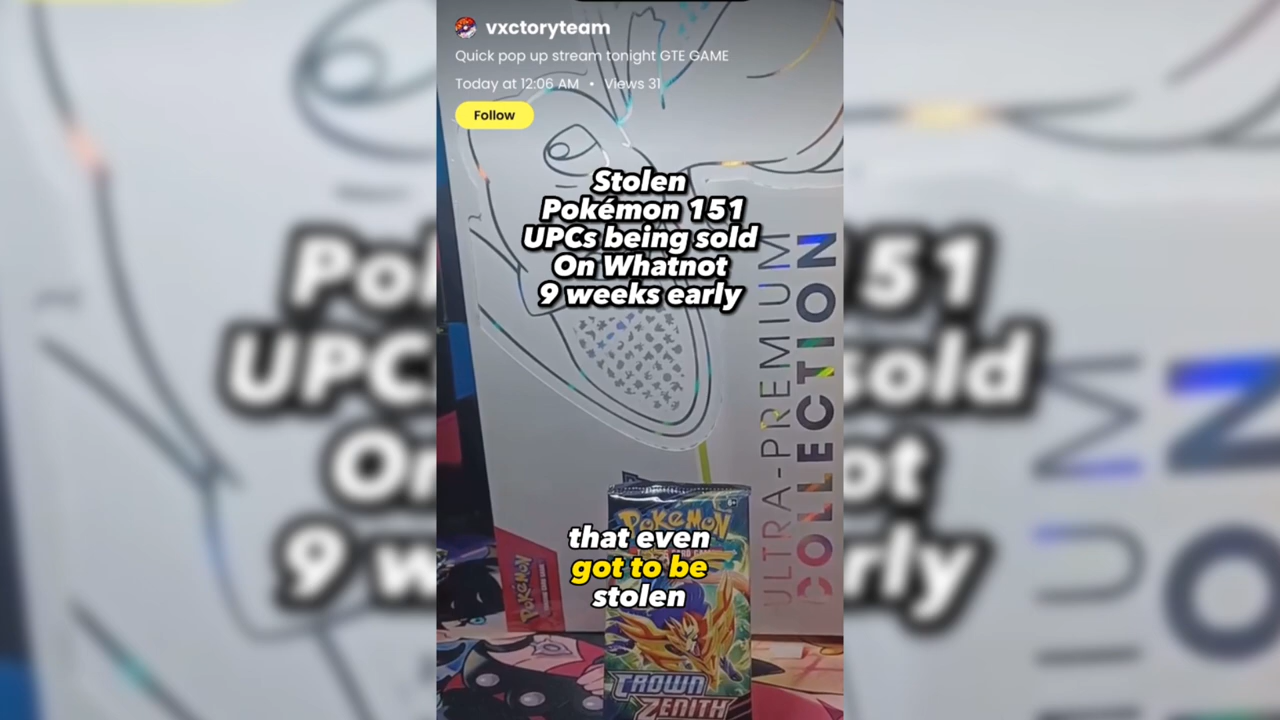 vxctoryteam
Quick pop up stream tonight GTE GAME
Today at 12:06 AM • Views 31
Follow
Stolen
Pokémon 151
UPCs being sold
On Whatnot
9 weeks early
ULTRA-PREMIUM
COLLECTION
that even
got to be
stolen
POKéMON
POKéMON
CROWN
ZENITH